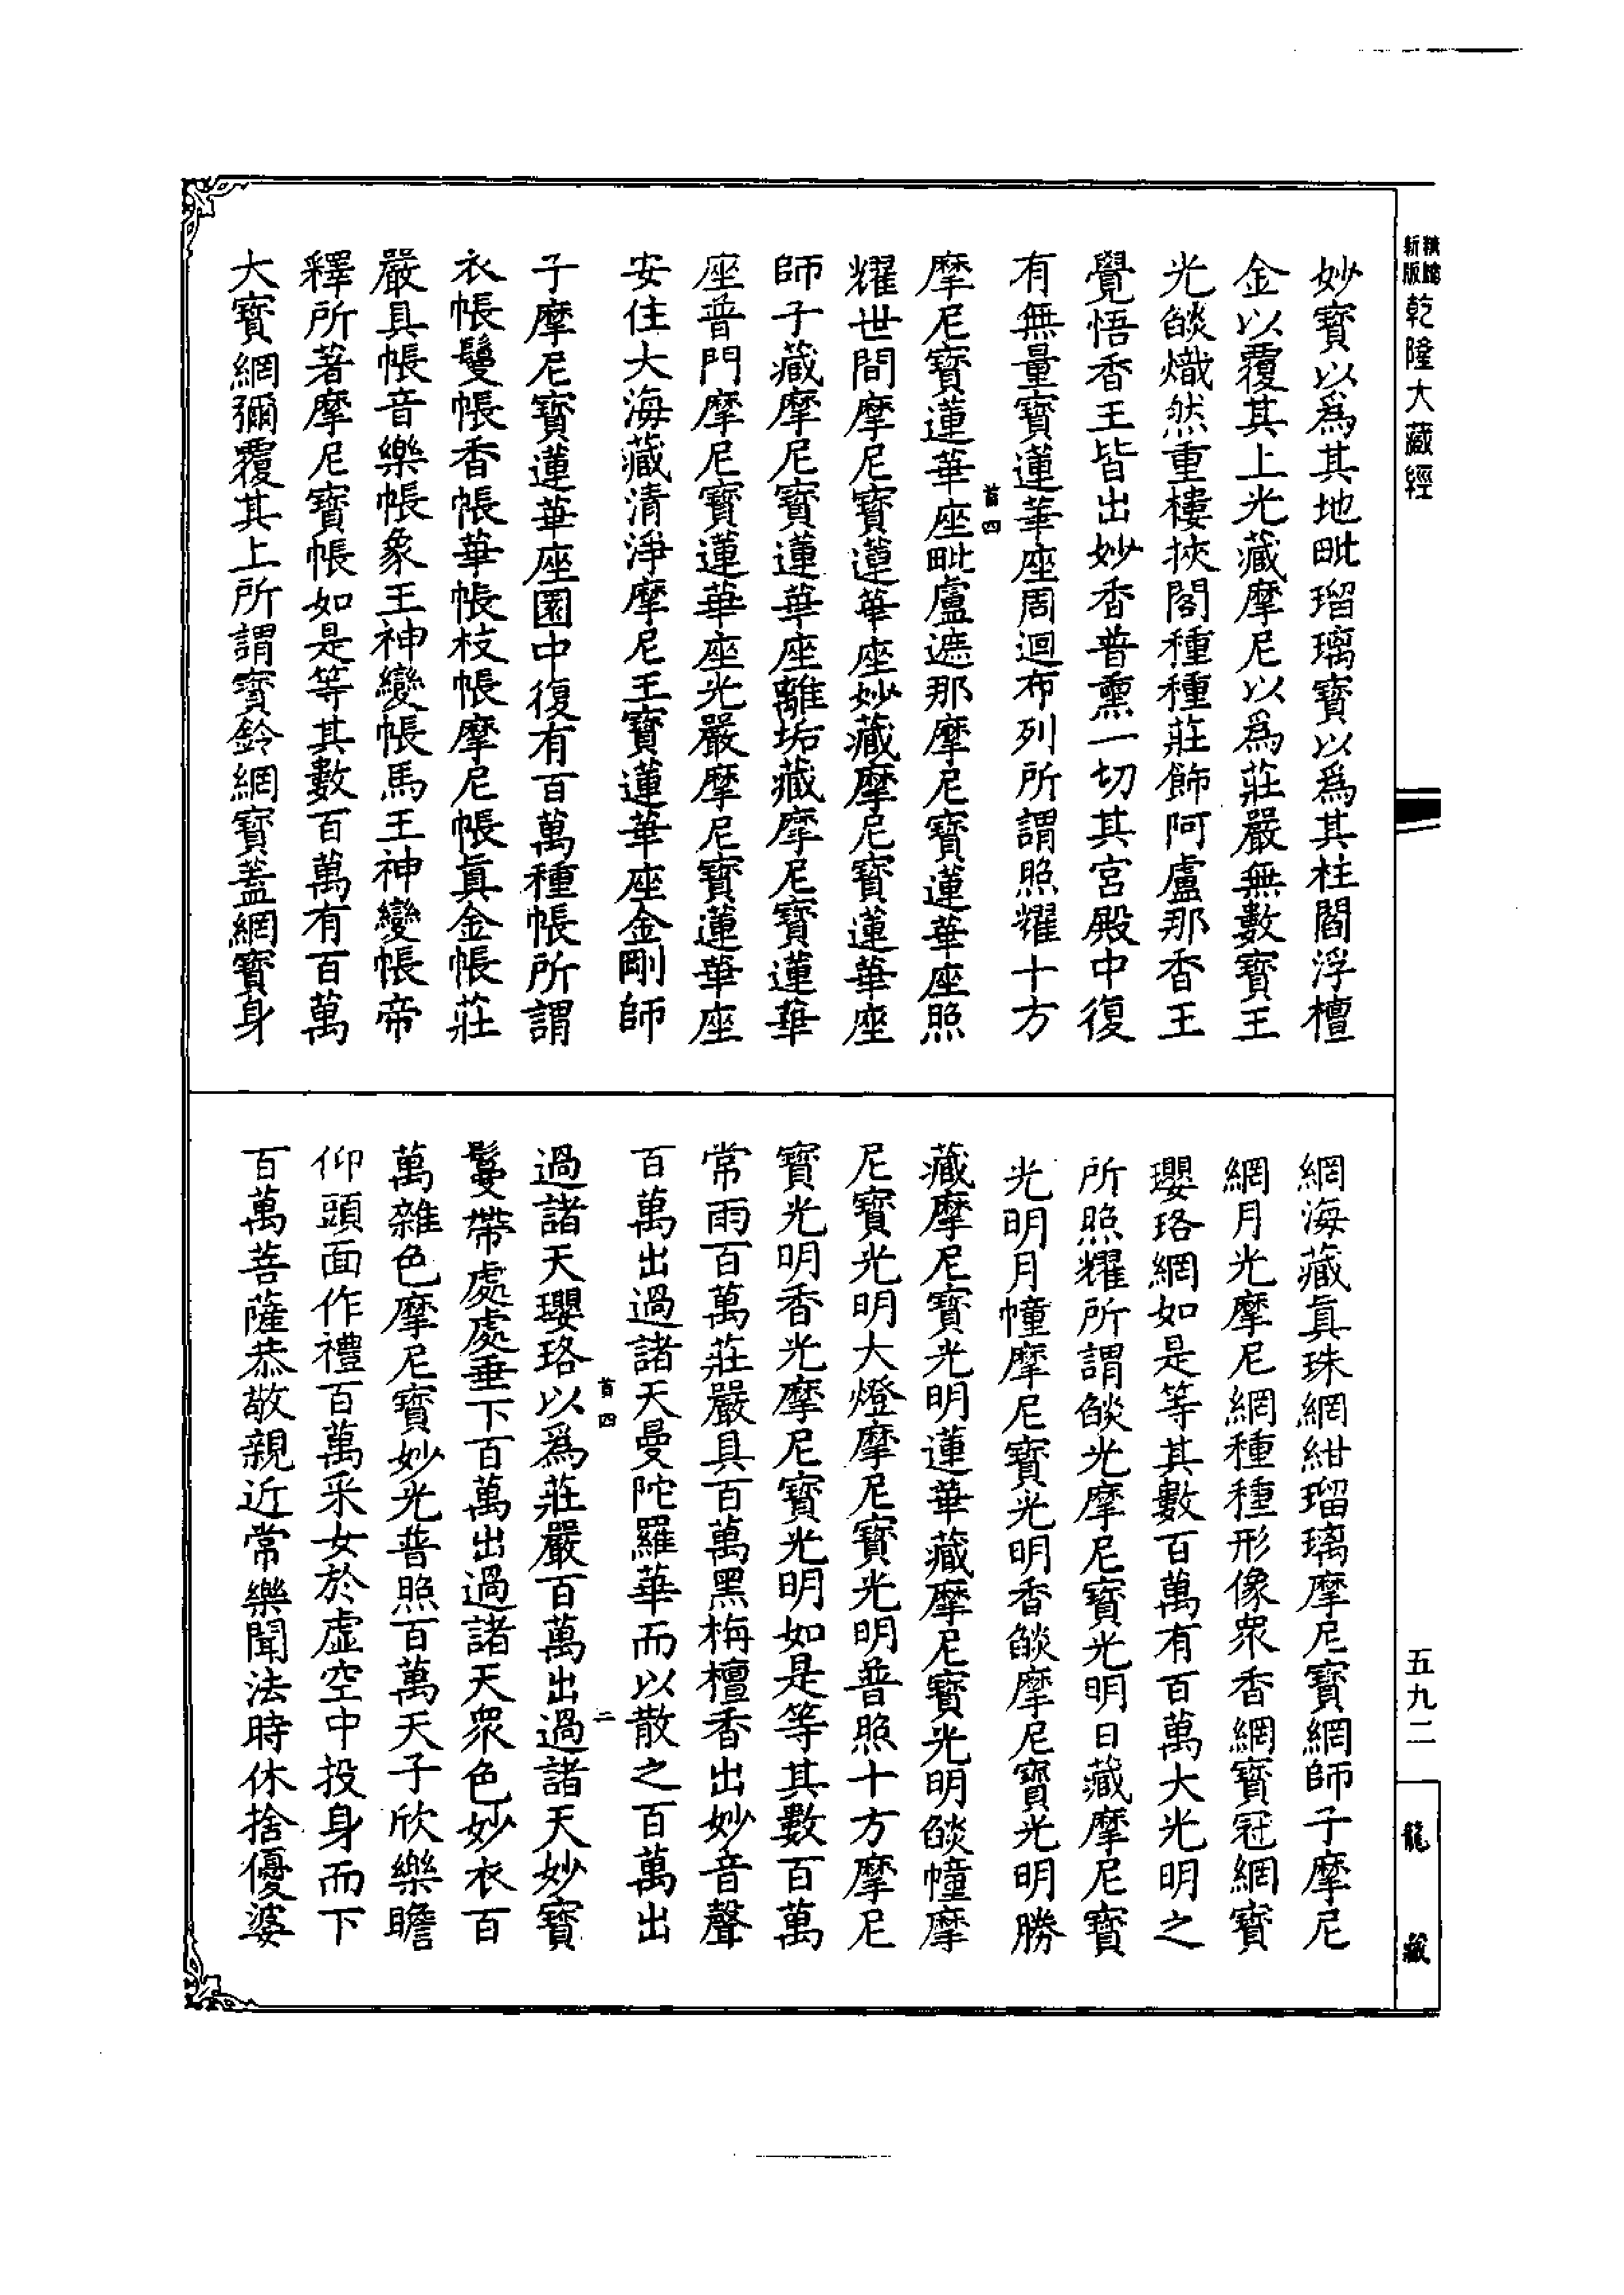 精縮新版乾隆大藏經
五九二
龍藏
妙寶以爲其地毗瑠璃寶以爲其柱閻浮檀
金以覆其上光藏摩尼以爲莊嚴無數寶王
光燄熾然重樓挾閣種種莊飾阿盧那香王
覺悟香王皆出妙香普熏一切其宮殿中復
有無量寶蓮華座周迴布列所謂照耀十方
首四
摩尼寶蓮華座毗盧遮那摩尼寶蓮華座照
耀世間摩尼寶蓮華座妙藏摩尼寶蓮華座
師子藏摩尼寶蓮華座離垢藏摩尼寶蓮華
座普門摩尼寶蓮華座光嚴摩尼寶蓮華座
安住大海藏清淨摩尼王寶蓮華座金剛師
子摩尼寶蓮華座園中復有百萬種帳所謂
衣帳鬘帳香帳華帳枝帳摩尼帳眞金帳莊
嚴具帳音樂帳象王神變帳馬王神變帳帝
釋所著摩尼寶帳如是等其數百萬有百萬
大寶網彌覆其上所謂寶鈴網寶蓋網寶身
網海藏眞珠網紺瑠璃摩尼寶網師子摩尼
網月光摩尼網種種形像衆香網寶冠網寶
瓔珞網如是等其數百萬有百萬大光明之
所照耀所謂燄光摩尼寶光明日藏摩尼寶
光明月幢摩尼寶光明香燄摩尼寶光明勝
藏摩尼寶光明蓮華藏摩尼寶光明燄幢摩
尼寶光明大燈摩尼寶光明普照十方摩尼
寶光明香光摩尼寶光明如是等其數百萬
常雨百萬莊嚴具百萬黑栴檀香出妙音聲
百萬出過諸天曼陀羅華而以散之百萬出
首四 二
過諸天瓔珞以爲莊嚴百萬出過諸天妙寶
鬘帶處處垂下百萬出過諸天衆色妙衣百
萬雜色摩尼寶妙光普照百萬天子欣樂瞻
仰頭面作禮百萬采女於虛空中投身而下
百萬菩薩恭敬親近常樂聞法時休捨優婆